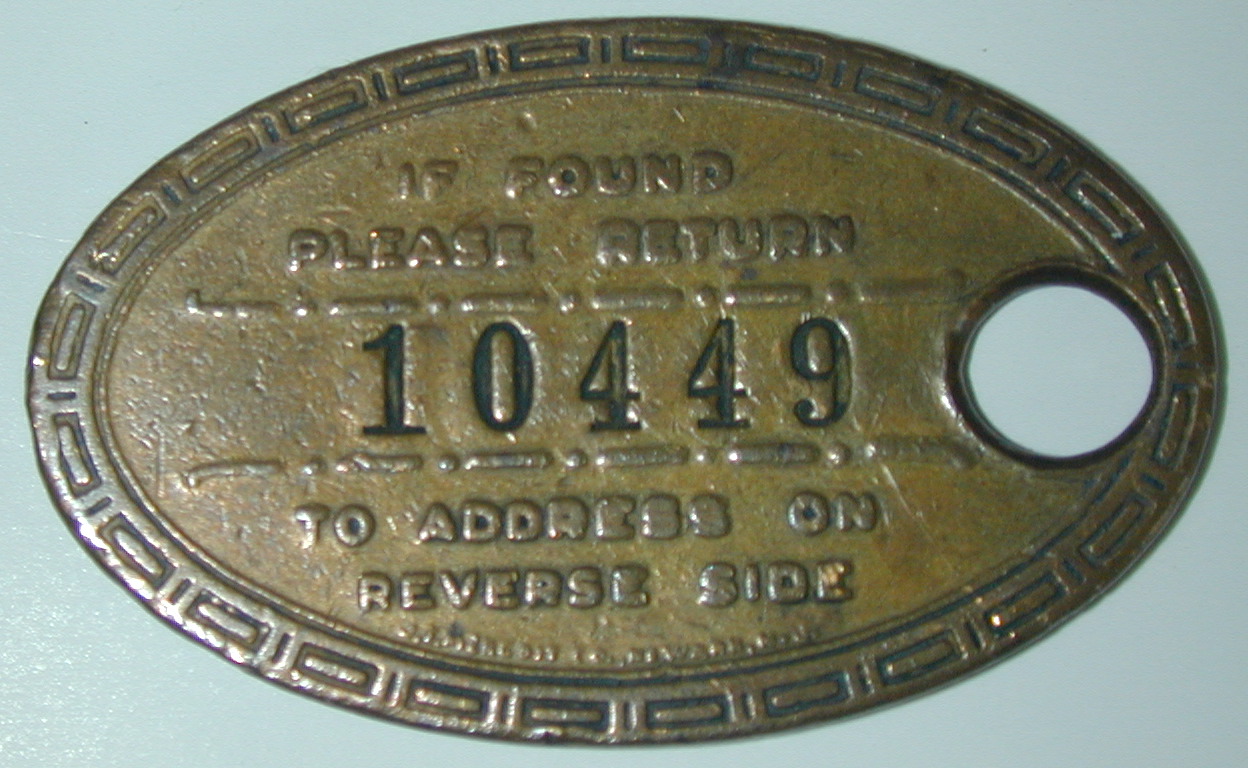 IF FOUND
PLEASE RETURN
10449
TO ADDRESS ON
REVERSE SIDE